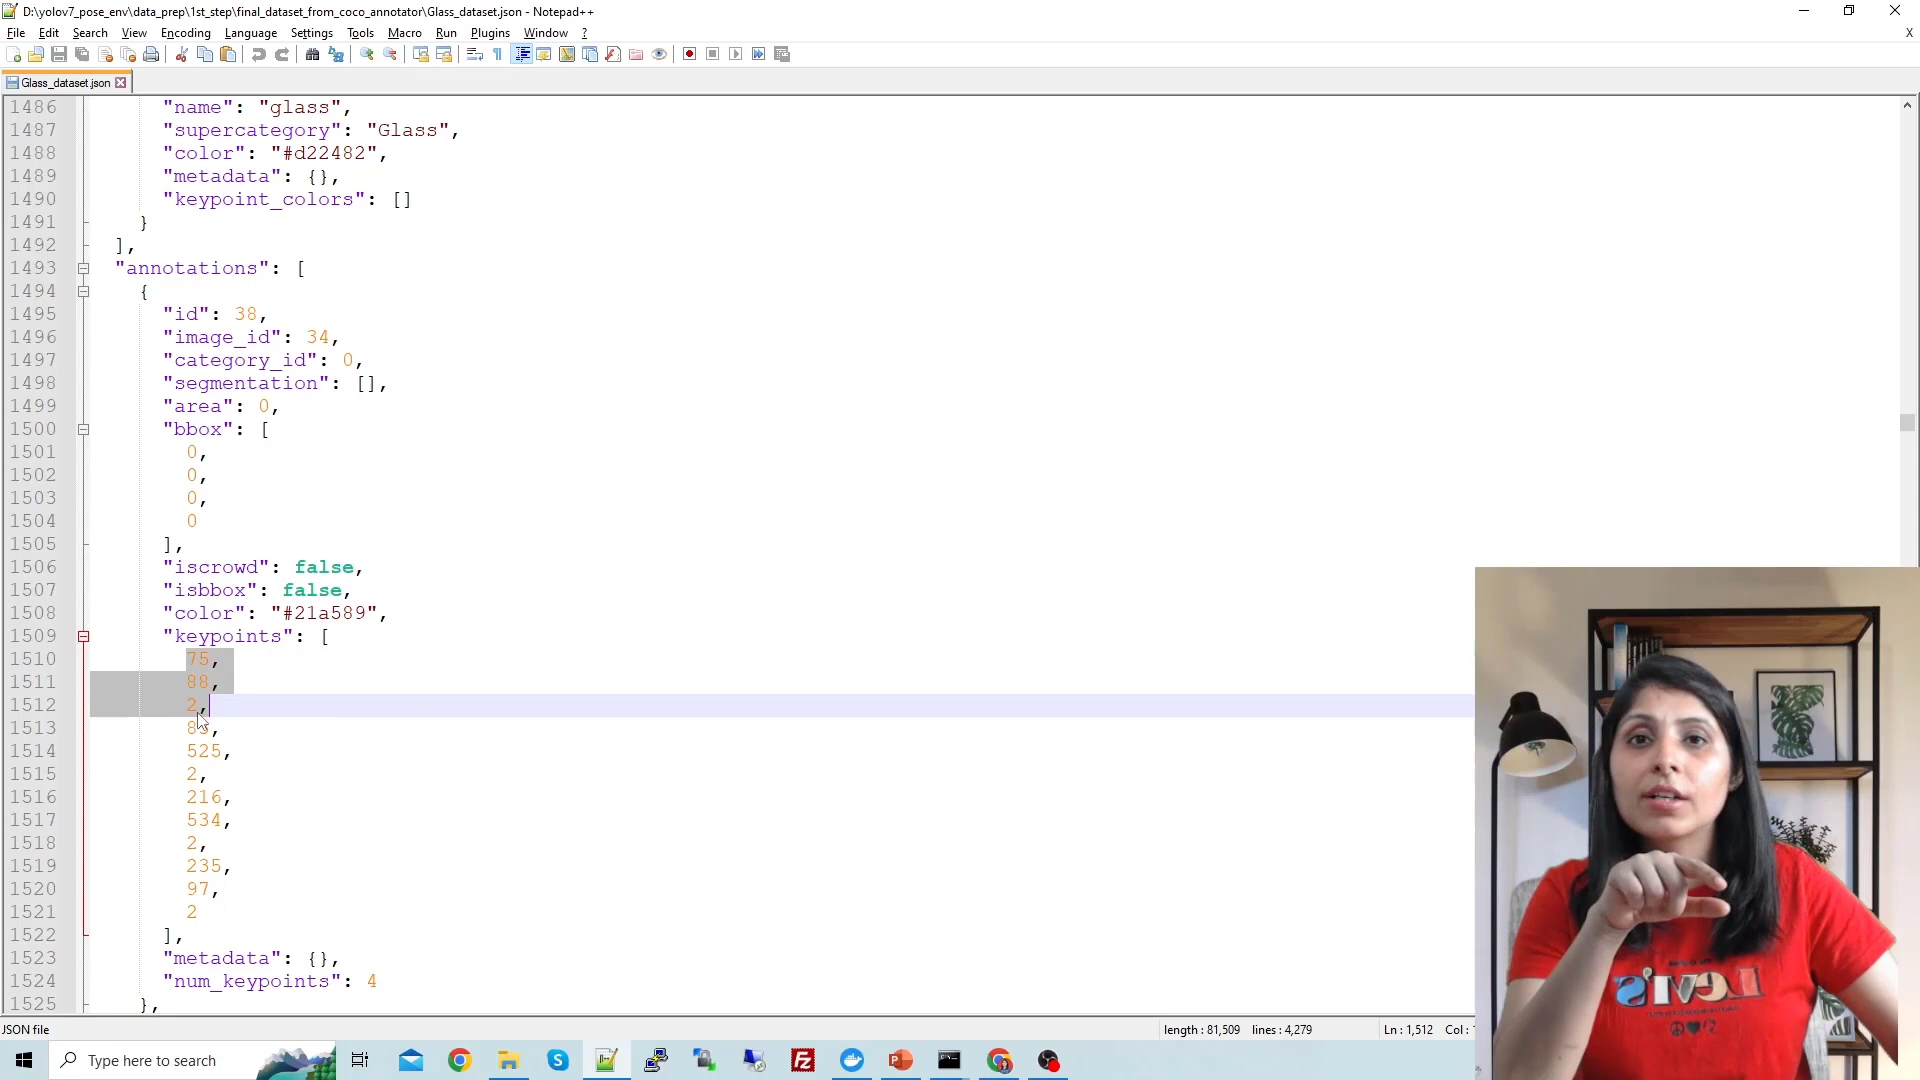 D:\yolov7_pose_env\data_prep\1st_step\final_dataset_from_coco_annotator\Glass_dataset.json - Notepad++
File Edit Search View Encoding Language Settings Tools Macro Run Plugins Window ? X
Glass_dataset.json
1486 "name": "glass",
1487 "supercategory": "Glass",
1488 "color": "#d22482",
1489 "metadata": {},
1490 "keypoint_colors": []
1491 }
1492 ],
1493 "annotations": [
1494 {
1495 "id": 38,
1496 "image_id": 34,
1497 "category_id": 0,
1498 "segmentation": [],
1499 "area": 0,
1500 "bbox": [
1501 0,
1502 0,
1503 0,
1504 0
1505 ],
1506 "iscrowd": false,
1507 "isbbox": false,
1508 "color": "#21a589",
1509 "keypoints": [
1510 75,
1511 88,
1512 2,
1513
1514 525,
1515 2,
1516 216,
1517 534,
1518 2,
1519 235,
1520 97,
1521 2
1522 ],
1523 "metadata": {},
1524 "num_keypoints": 4
1525 },
JSON file length : 81,509 lines : 4,279 Ln : 1,512 Col :
Type here to search
Levi's